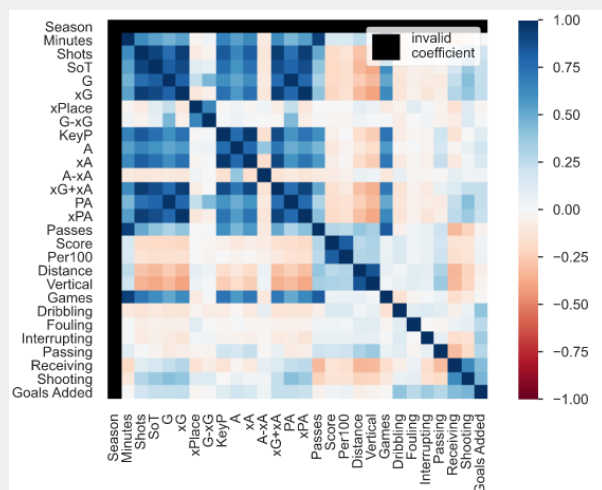 Season
Minutes
Shots
SoT
G
xG
xPlace
G-xG
KeyP
A
xA
A-xA
xG+xA
PA
xPA
Passes
Score
Per100
Distance
Vertical
Games
Dribbling
Fouling
Interrupting
Passing
Receiving
Shooting
Goals Added
invalid
coefficient
1.00
0.75
0.50
0.25
0.00
−0.25
−0.50
−0.75
−1.00
Season
Minutes
Shots
SoT
G
xG
xPlace
G-xG
KeyP
A
xA
A-xA
xG+xA
PA
xPA
Passes
Score
Per100
Distance
Vertical
Games
Dribbling
Fouling
Interrupting
Passing
Receiving
Shooting
Goals Added